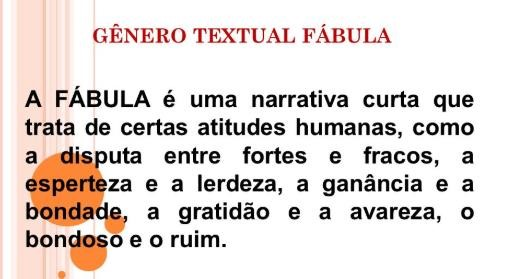 GÊNERO TEXTUAL FÁBULA
A FÁBULA é uma narrativa curta que
trata de certas atitudes humanas, como
a disputa entre fortes e fracos, a
esperteza e a lerdeza, a ganância e a
bondade, a gratidão e a avareza, o
bondoso e o ruim.